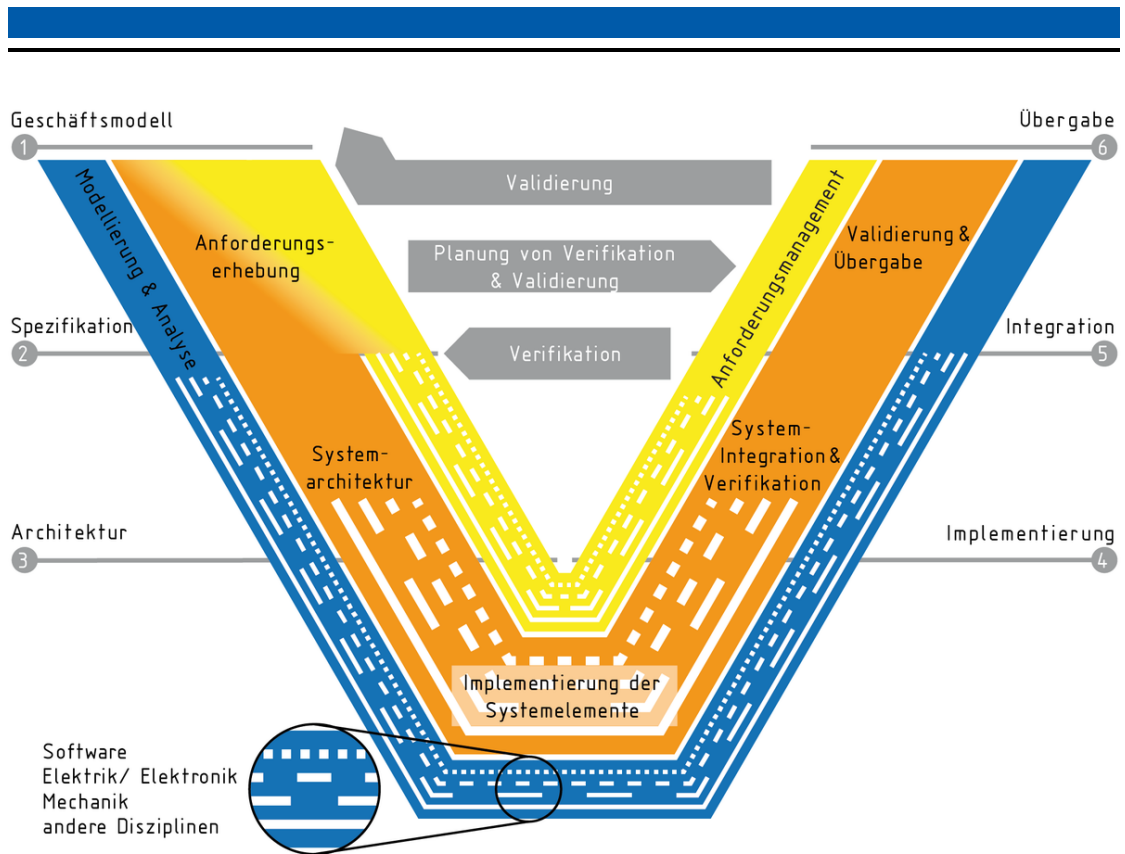 Geschäftsmodell
1
Übergabe
6
Modellierung & Analyse
Anforderungs-
erhebung
Validierung
Planung von Verifikation
& Validierung
Verifikation
Anforderungsmanagement
Validierung &
Übergabe
Spezifikation
2
Integration
5
System-
architektur
System-
Integration &
Verifikation
Architektur
3
Implementierung
4
Implementierung der
Systemelemente
Software
Elektrik/ Elektronik
Mechanik
andere Disziplinen